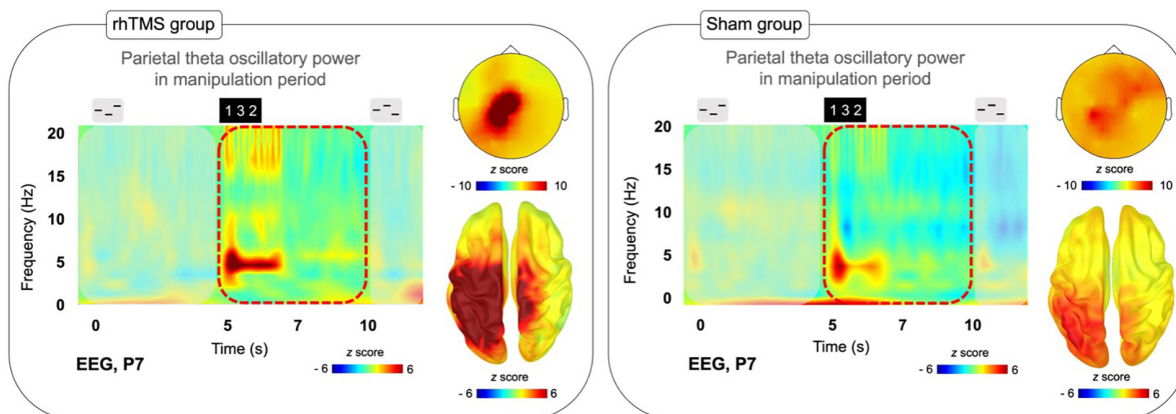 rhTMS group
Parietal theta oscillatory power
in manipulation period
1 3 2
20
15
10
5
0
Frequency (Hz)
0 5 7 10
Time (s)
EEG, P7
z score
- 6 6
- 10 10
z score
z score
- 6 6
Sham group
Parietal theta oscillatory power
in manipulation period
1 3 2
20
15
10
5
0
Frequency (Hz)
0 5 7 10
Time (s)
EEG, P7
z score
- 6 6
- 10 10
z score
z score
- 6 6